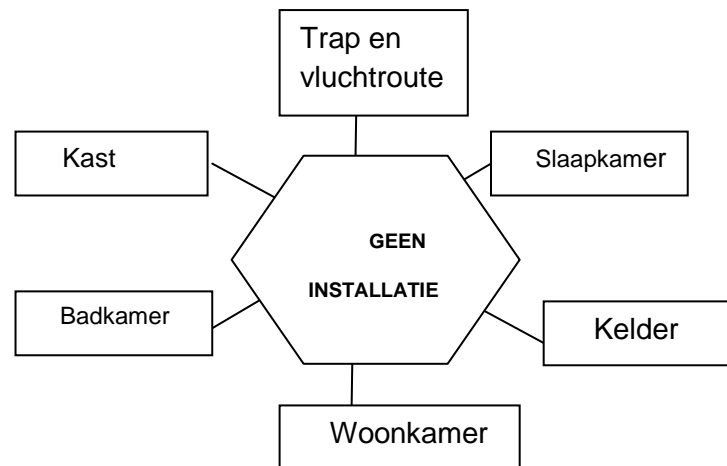 Trap en
vluchtroute
Kast
Slaapkamer
GEEN
INSTALLATIE
Badkamer
Kelder
Woonkamer